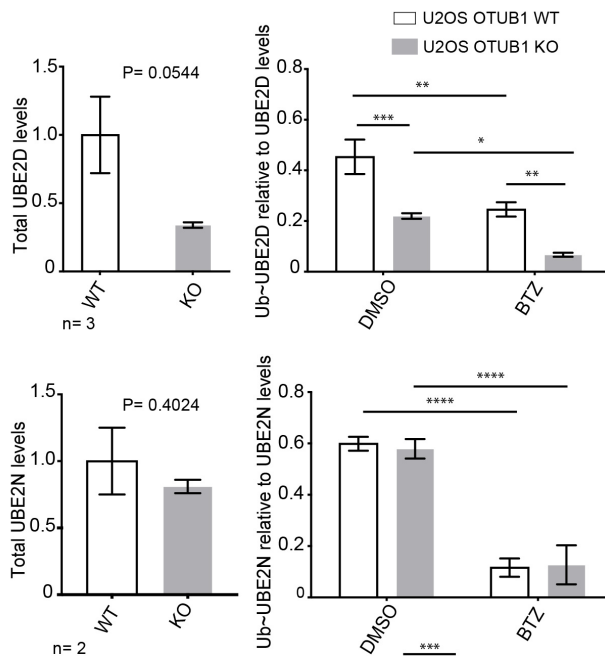 U2OS OTUB1 WT
U2OS OTUB1 KO
Total UBE2D levels
1.5
1.0
0.5
0
P= 0.0544
WT
KO
n= 3
Ub~UBE2D relative to UBE2D levels
0.8
0.6
0.4
0.2
0
**
***
*
**
DMSO
BTZ
Total UBE2N levels
1.5
1.0
0.5
0
P= 0.4024
WT
KO
n= 2
Ub~UBE2N relative to UBE2N levels
0.8
0.6
0.4
0.2
0
****
****
DMSO
BTZ
***